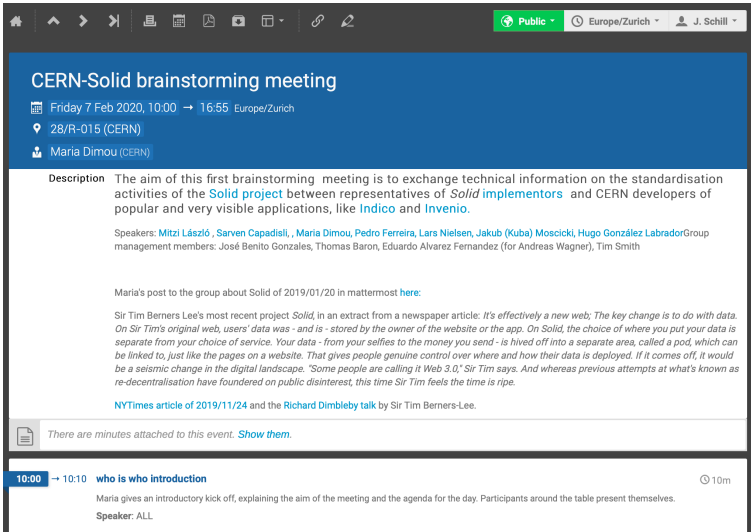 Public
Europe/Zurich
J. Schill
CERN-Solid brainstorming meeting
Friday 7 Feb 2020, 10:00 → 16:55 Europe/Zurich
28/R-015 (CERN)
Maria Dimou (CERN)
Description The aim of this first brainstorming meeting is to exchange technical information on the standardisation
activities of the Solid project between representatives of Solid implementors and CERN developers of
popular and very visible applications, like Indico and Invenio.
Speakers: Mitzi László , Sarven Capadisli, , Maria Dimou, Pedro Ferreira, Lars Nielsen, Jakub (Kuba) Moscicki, Hugo González LabradorGroup
management members: José Benito Gonzales, Thomas Baron, Eduardo Alvarez Fernandez (for Andreas Wagner), Tim Smith
Maria's post to the group about Solid of 2019/01/20 in mattermost here:
Sir Tim Berners Lee's most recent project Solid, in an extract from a newspaper article: It's effectively a new web; The key change is to do with data.
On Sir Tim's original web, users' data was - and is - stored by the owner of the website or the app. On Solid, the choice of where you put your data is
separate from your choice of service. Your data - from your selfies to the money you send - is hived off into a separate area, called a pod, which can
be linked to, just like the pages on a website. That gives people genuine control over where and how their data is deployed. If it comes off, it would
be a seismic change in the digital landscape. "Some people are calling it Web 3.0," Sir Tim says. And whereas previous attempts at what's known as
re-decentralisation have foundered on public disinterest, this time Sir Tim feels the time is ripe.
NYTimes article of 2019/11/24 and the Richard Dimbleby talk by Sir Tim Berners-Lee.
There are minutes attached to this event. Show them.
10:00 → 10:10 who is who introduction 10m
Maria gives an introductory kick off, explaining the aim of the meeting and the agenda for the day. Participants around the table present themselves.
Speaker: ALL